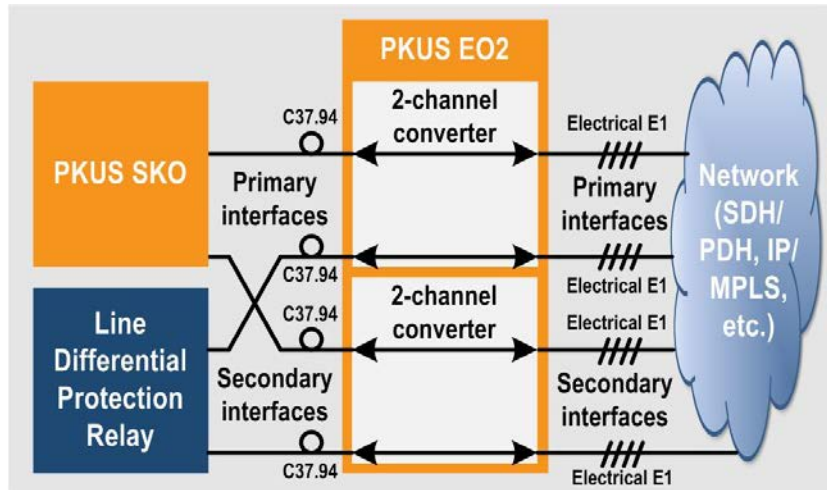 PKUS EO2
PKUS SKO
C37.94
2-channel
converter
Electrical E1
Primary
interfaces
Primary
interfaces
Network
(SDH/
PDH, IP/
MPLS,
etc.)
C37.94
Electrical E1
Line
Differential
Protection
Relay
C37.94
2-channel
converter
Electrical E1
Secondary
interfaces
Secondary
interfaces
C37.94
Electrical E1